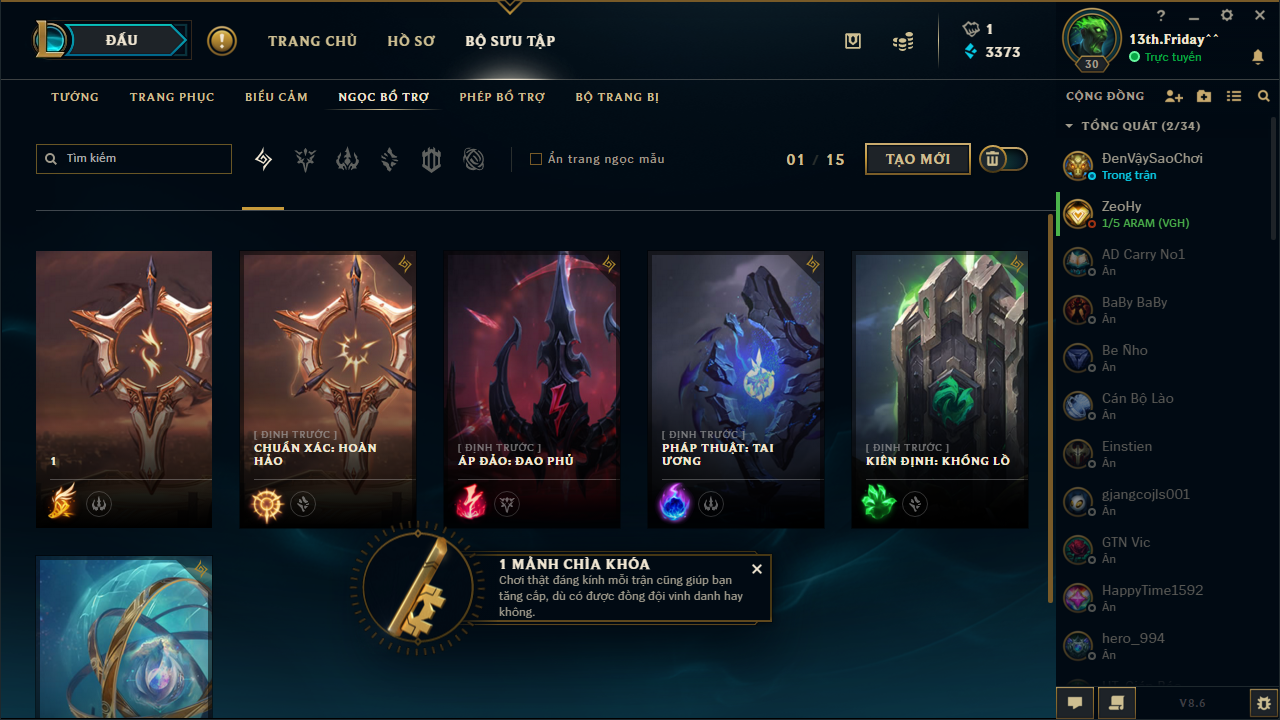 ĐẤU
TRANG CHỦ
HỒ SƠ
BỘ SƯU TẬP
1
3373
?
13th.Friday^^
Trực tuyến
30
TƯỚNG
TRANG PHỤC
BIỂU CẢM
NGỌC BỔ TRỢ
PHÉP BỔ TRỢ
BỘ TRANG BỊ
CỘNG ĐỒNG
Tìm kiếm
Ẩn trang ngọc mẫu
01 / 15
TẠO MỚI
TỔNG QUÁT (2/34)
ĐenVậySaoChơi
Trong trận
ZeoHy
1/5 ARAM (VGH)
AD Carry No1
Ẩn
BaBy BaBy
Ẩn
Be Ñho
Ẩn
Cán Bộ Lào
Ẩn
Einstien
Ẩn
gjangcojls001
Ẩn
GTN Vic
Ẩn
HappyTime1592
Ẩn
hero_994
Ẩn
1
[ ĐỊNH TRƯỚC ]
CHUẨN XÁC: HOÀN
HẢO
[ ĐỊNH TRƯỚC ]
ÁP ĐẢO: ĐAO PHỦ
[ ĐỊNH TRƯỚC ]
PHÁP THUẬT: TAI
ƯƠNG
[ ĐỊNH TRƯỚC ]
KIÊN ĐỊNH: KHỔNG LỒ
1 MẢNH CHÌA KHÓA
Chơi thật đáng kính mỗi trận cũng giúp bạn
tăng cấp, dù có được đồng đội vinh danh hay
không.
V8.6